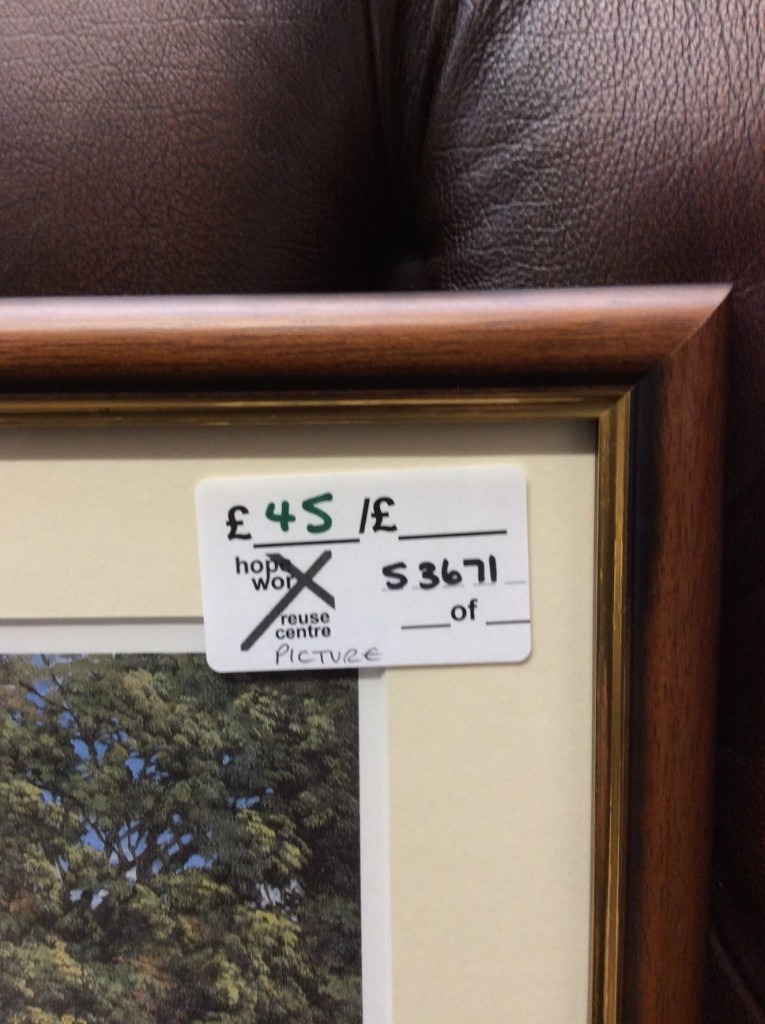 £ 45 /£
hope
wor
S3671
of
reuse
centre
PICTURE